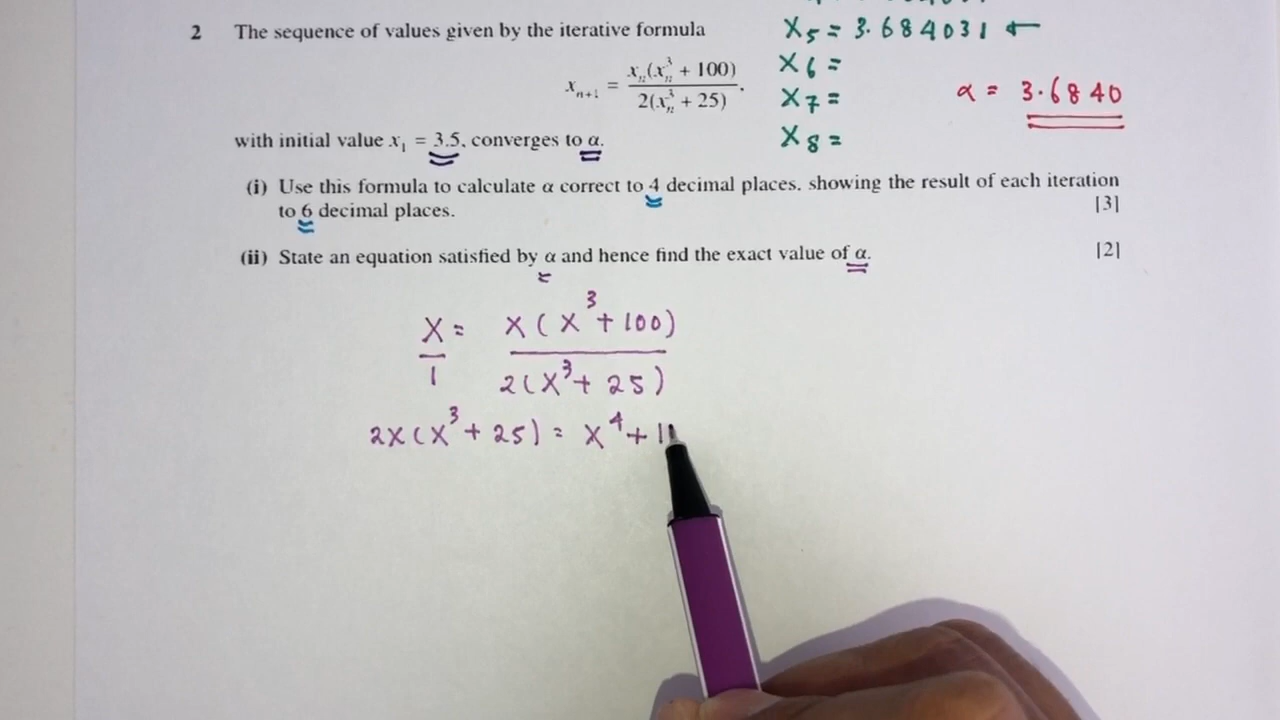 2 The sequence of values given by the iterative formula
xₙ₊₁ = xₙ(xₙ³ + 100) / 2(xₙ³ + 25),
with initial value x₁ = 3.5, converges to α.
(i) Use this formula to calculate α correct to 4 decimal places, showing the result of each iteration
to 6 decimal places. [3]
(ii) State an equation satisfied by α and hence find the exact value of α. [2]
X5 = 3.684031 ←
X6 =
X7 =
X8 =
α = 3.6840
X/1 = X(X³+100) / 2(X³+25)
2X(X³+25) = X⁴+1